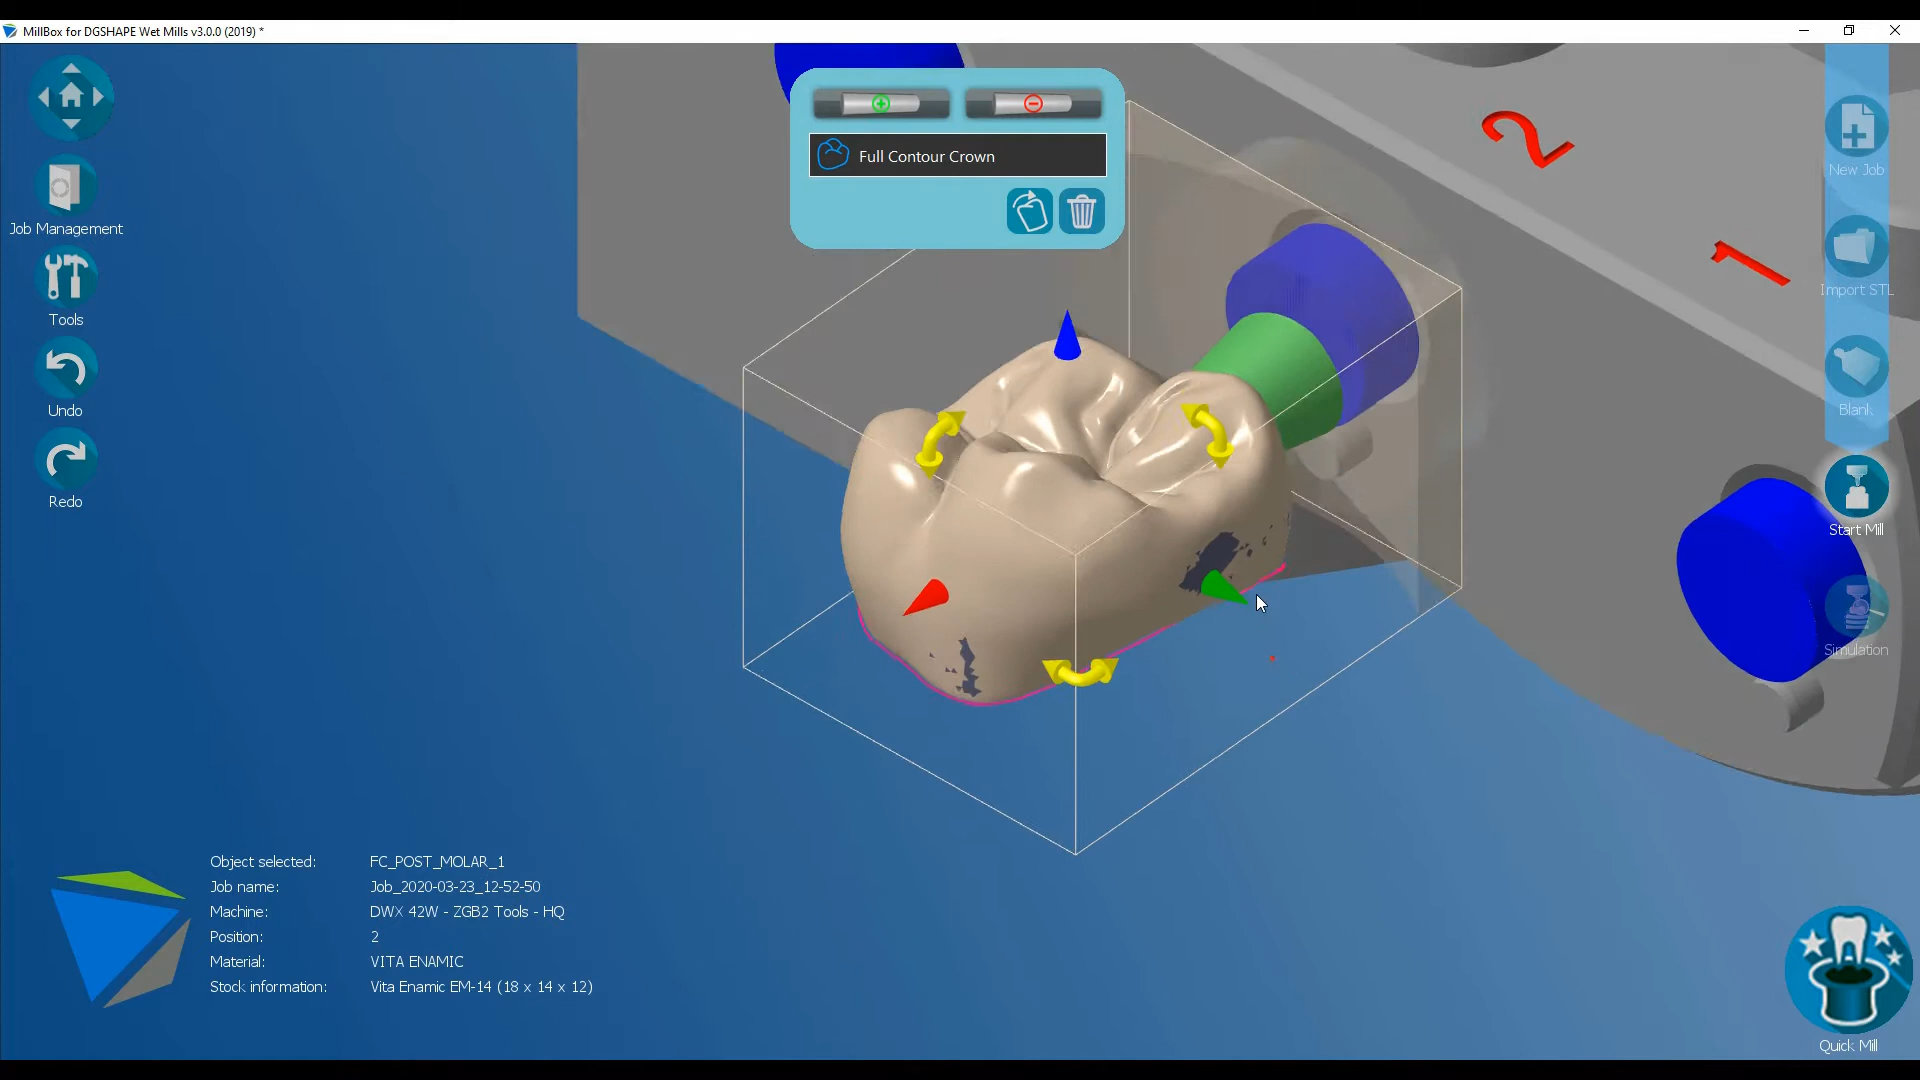 MillBox for DGSHAPE Wet Mills v3.0.0 (2019) *
Full Contour Crown
2
1
Job Management
Tools
Undo
Redo
New Job
Import STL
Blank
Start Mill
Simulation
Object selected: FC_POST_MOLAR_1
Job name: Job_2020-03-23_12-52-50
Machine: DWX 42W - ZGB2 Tools - HQ
Position: 2
Material: VITA ENAMIC
Stock information: Vita Enamic EM-14 (18 x 14 x 12)
Quick Mill